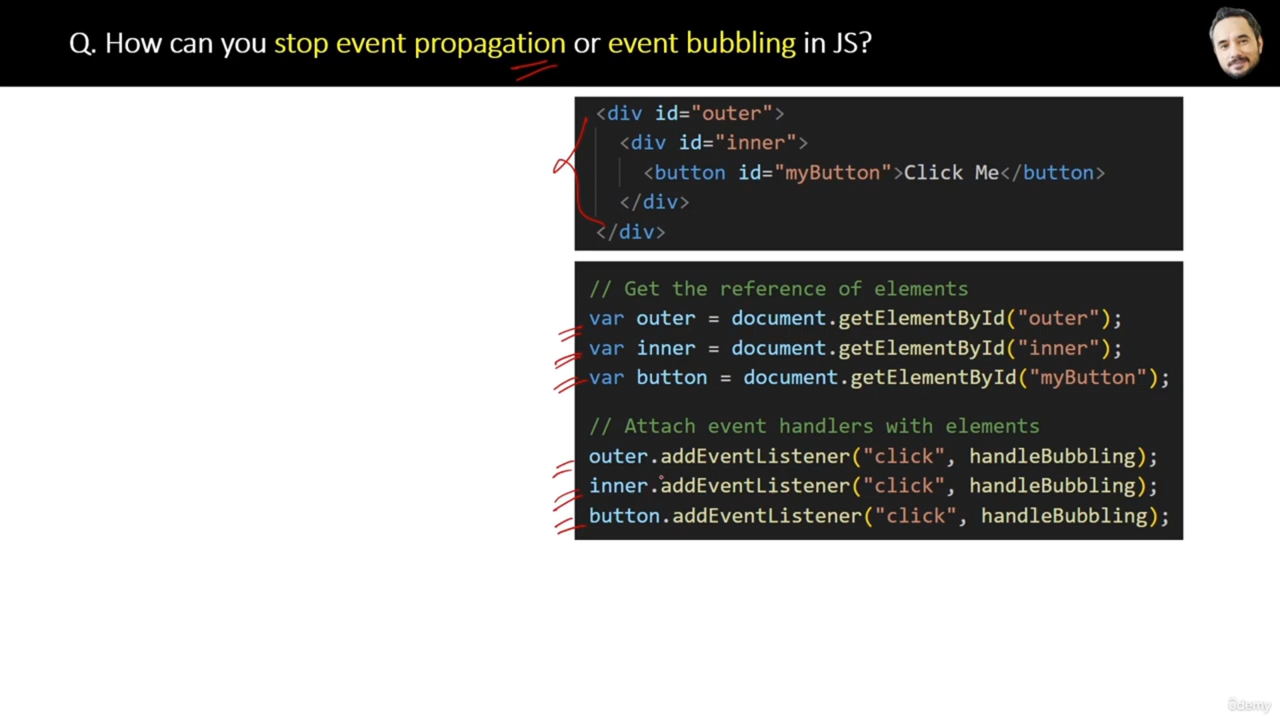 Q. How can you stop event propagation or event bubbling in JS?
<div id="outer">
<div id="inner">
<button id="myButton">Click Me</button>
</div>
</div>
// Get the reference of elements
var outer = document.getElementById("outer");
var inner = document.getElementById("inner");
var button = document.getElementById("myButton");
// Attach event handlers with elements
outer.addEventListener("click", handleBubbling);
inner.addEventListener("click", handleBubbling);
button.addEventListener("click", handleBubbling);
ûdemy